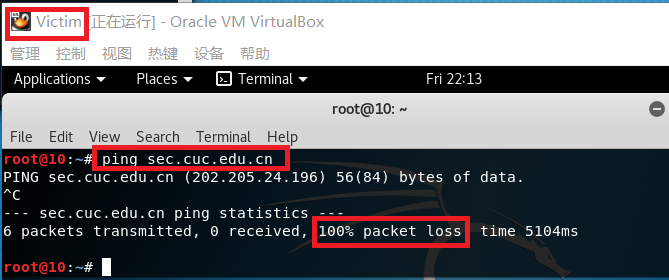 Victim [正在运行] - Oracle VM VirtualBox
管理 控制 视图 热键 设备 帮助
Applications Places Terminal Fri 22:13
root@10: ~
File Edit View Search Terminal Help
root@10:~# ping sec.cuc.edu.cn
PING sec.cuc.edu.cn (202.205.24.196) 56(84) bytes of data.
^C
--- sec.cuc.edu.cn ping statistics ---
6 packets transmitted, 0 received, 100% packet loss, time 5104ms
root@10:~#